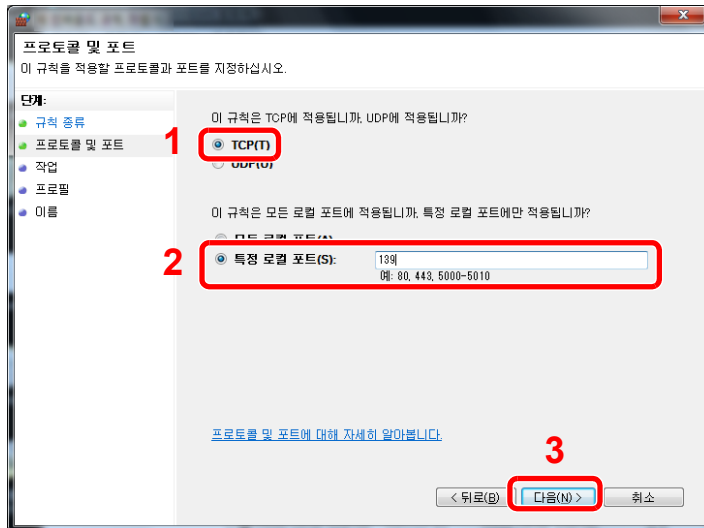 프로토콜 및 포트
이 규칙을 적용할 프로토콜과 포트를 지정하십시오.
단계:
규칙 종류
프로토콜 및 포트
작업
프로필
이름
이 규칙은 TCP에 적용됩니까, UDP에 적용됩니까?
1
TCP(T)
UDP(U)
이 규칙은 모든 로컬 포트에 적용됩니까, 특정 로컬 포트에만 적용됩니까?
모든 로컬 포트(A)
2
특정 로컬 포트(S): 139
예: 80, 443, 5000-5010
프로토콜 및 포트에 대해 자세히 알아봅니다.
3
< 뒤로(B) 다음(N) > 취소